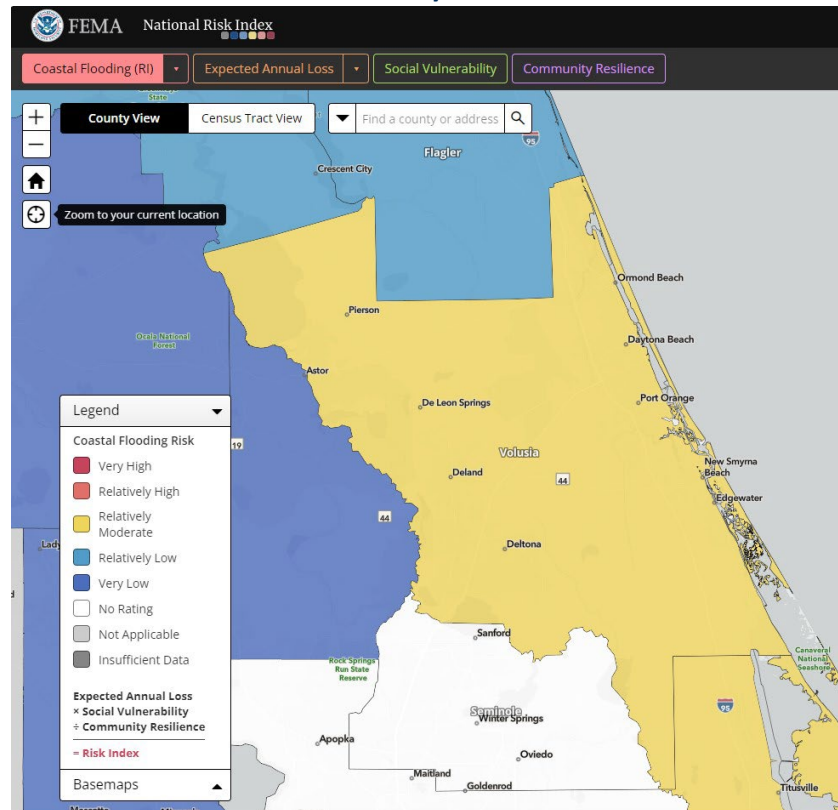 FEMA National Risk Index
Coastal Flooding (RI)
Expected Annual Loss
Social Vulnerability
Community Resilience
State
+
County View
Census Tract View
Find a county or address
95
−
Flagler
Crescent City
Zoom to your current location
Ormond Beach
Pierson
Ocala National
Forest
Daytona Beach
Astor
De Leon Springs
Port Orange
Legend
Coastal Flooding Risk
19
Volusia
New Smyrna
Beach
Very High
Deland
44
Relatively High
Edgewater
Relatively
Moderate
44
Lady
Deltona
Relatively Low
Very Low
No Rating
Sanford
Not Applicable
Canaveral
National
Seashore
Insufficient Data
Rock Springs
Run State
Reserve
Expected Annual Loss
× Social Vulnerability
÷ Community Resilience
95
Seminole
Winter Springs
Apopka
= Risk Index
Oviedo
Maitland
Basemaps
Goldenrod
Titusville